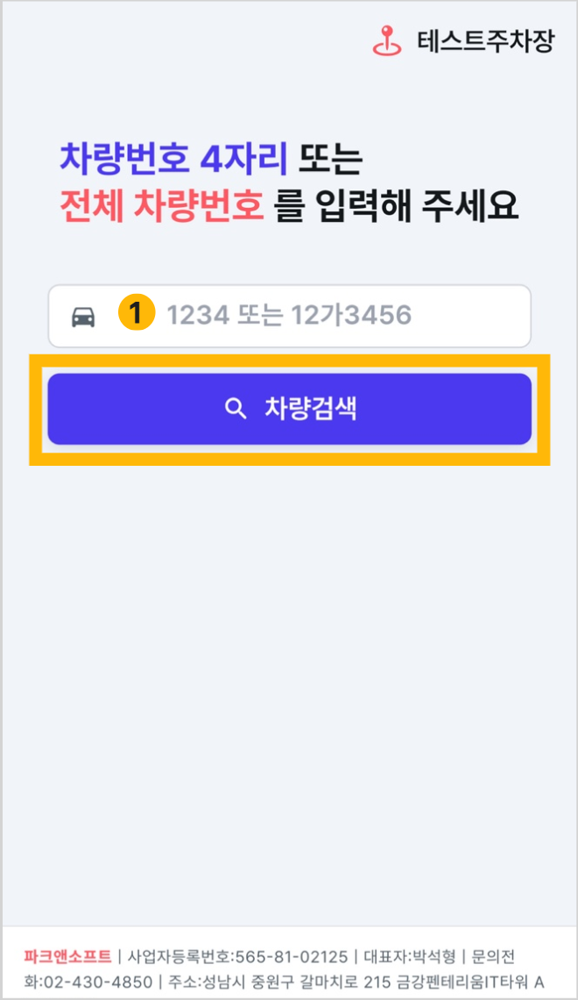 테스트주차장
차량번호 4자리 또는
전체 차량번호 를 입력해 주세요
1 1234 또는 12가3456
차량검색
파크앤소프트 | 사업자등록번호:565-81-02125 | 대표자:박석형 | 문의전
화:02-430-4850 | 주소:성남시 중원구 갈마치로 215 금강펜테리움IT타워 A